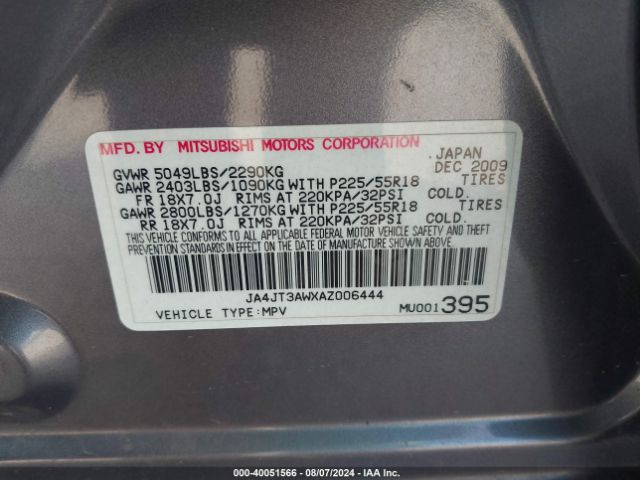 MFD. BY MITSUBISHI MOTORS CORPORATION
. JAPAN
GVWR 5049LBS/2290KG DEC 2009
GAWR 2403LBS/1090KG WITH P225/55R18 TIRES
FR 18X7.0J RIMS AT 220KPA/32PSI COLD.
GAWR 2800LBS/1270KG WITH P225/55R18 TIRES
RR 18X7.0J RIMS AT 220KPA/32PSI COLD.
THIS VEHICLE CONFORMS TO ALL APPLICABLE FEDERAL MOTOR VEHICLE SAFETY AND THEFT PREVENTION STANDARDS IN EFFECT ON THE DATE OF MANUFACTURE SHOWN ABOVE.
JA4JT3AWXAZ006444
VEHICLE TYPE:MPV MU001395
© - 40051566 - 08/07/2024 - IAA Inc.